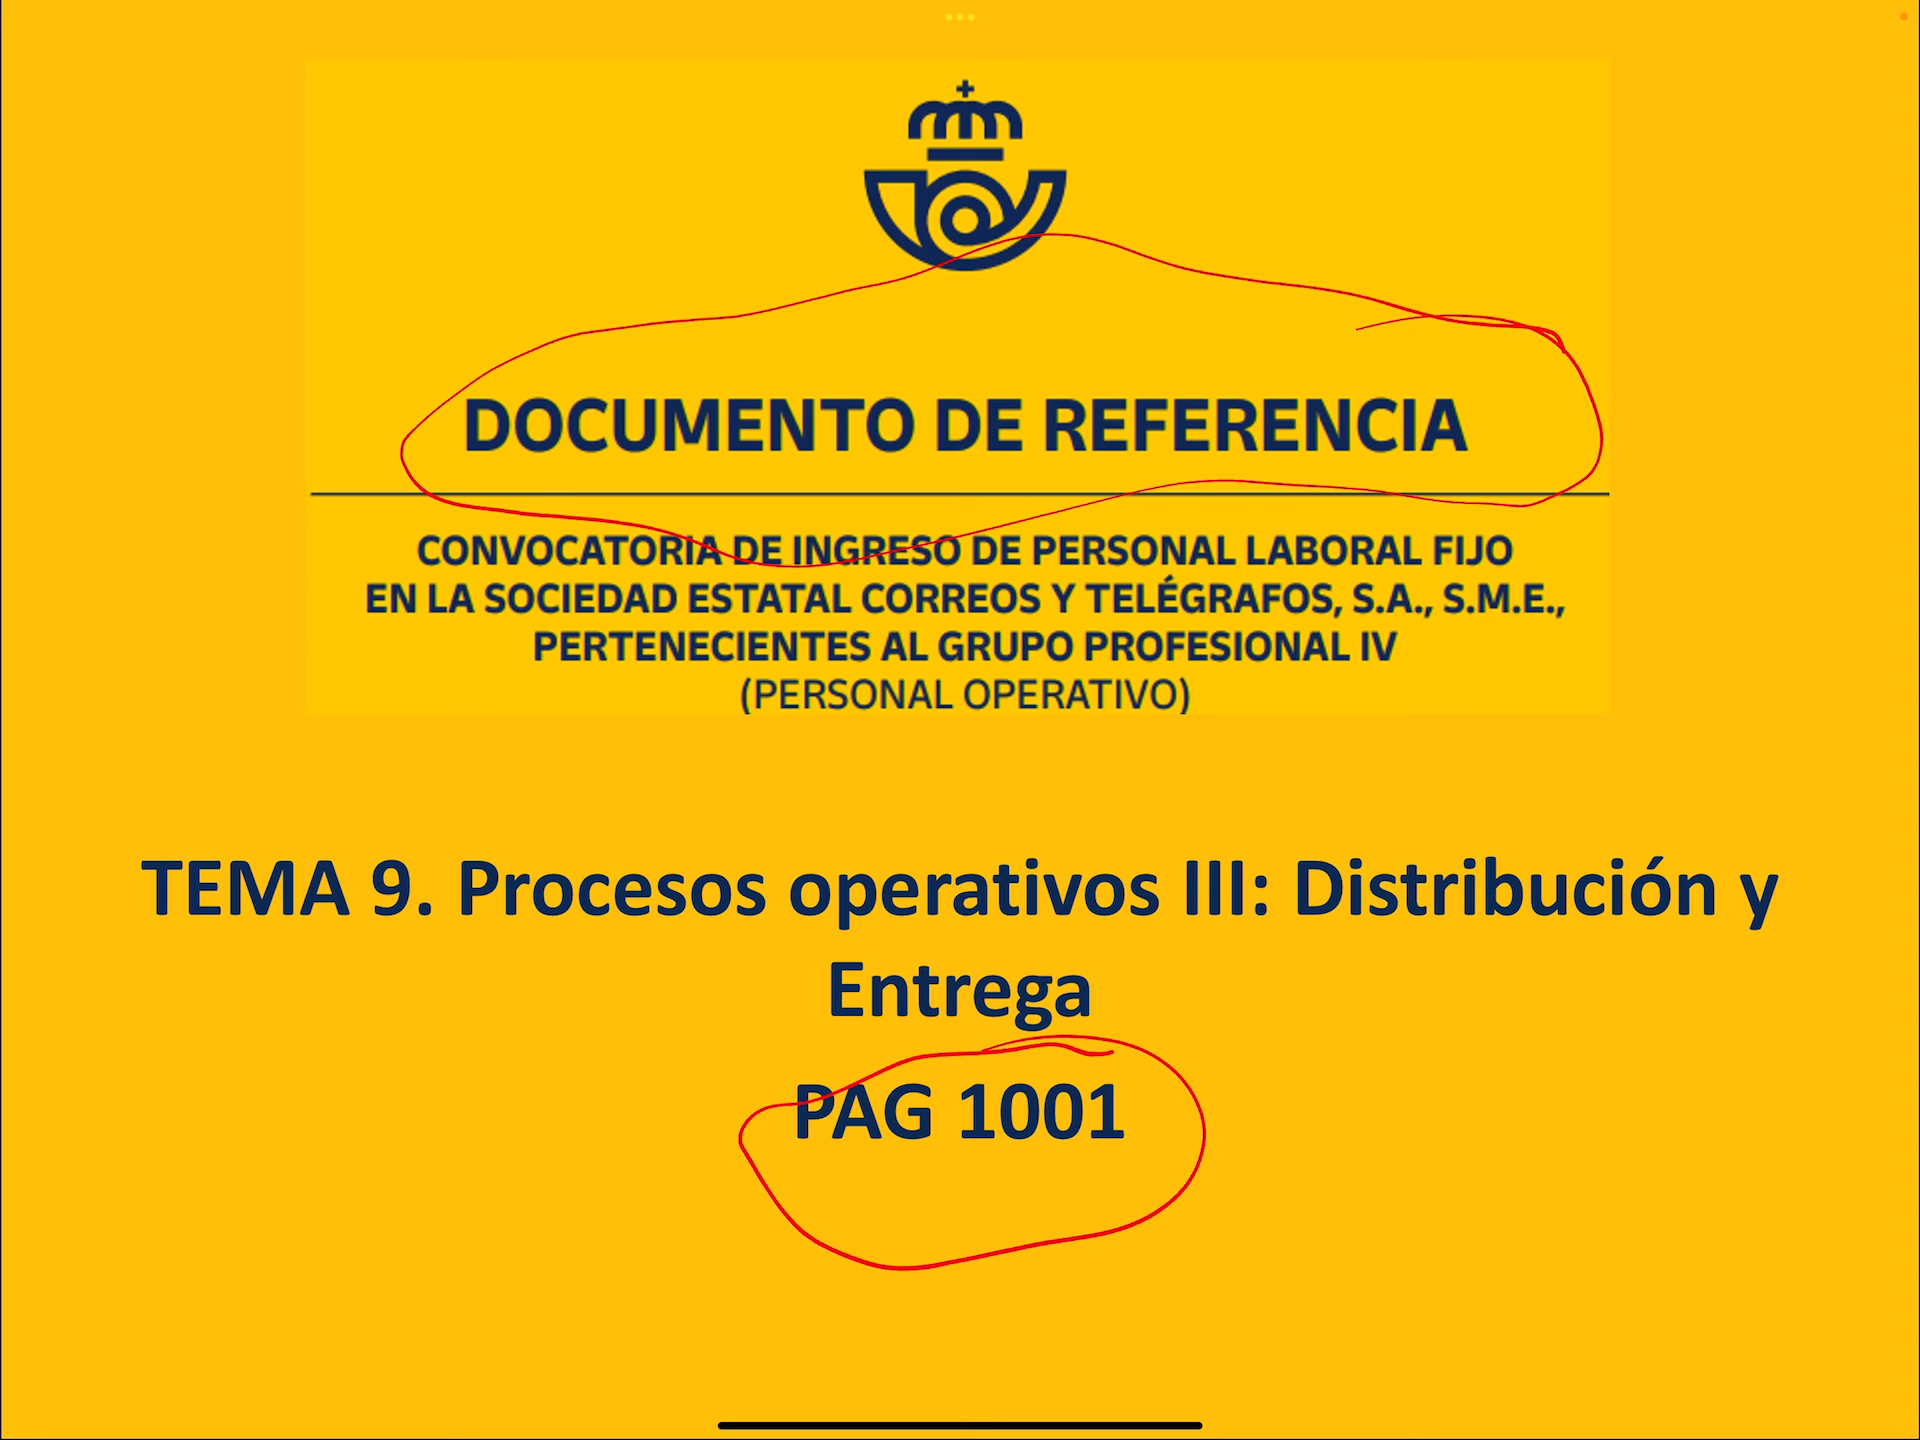 DOCUMENTO DE REFERENCIA
CONVOCATORIA DE INGRESO DE PERSONAL LABORAL FIJO
EN LA SOCIEDAD ESTATAL CORREOS Y TELÉGRAFOS, S.A., S.M.E.,
PERTENECIENTES AL GRUPO PROFESIONAL IV
(PERSONAL OPERATIVO)
TEMA 9. Procesos operativos III: Distribución y
Entrega
PAG 1001